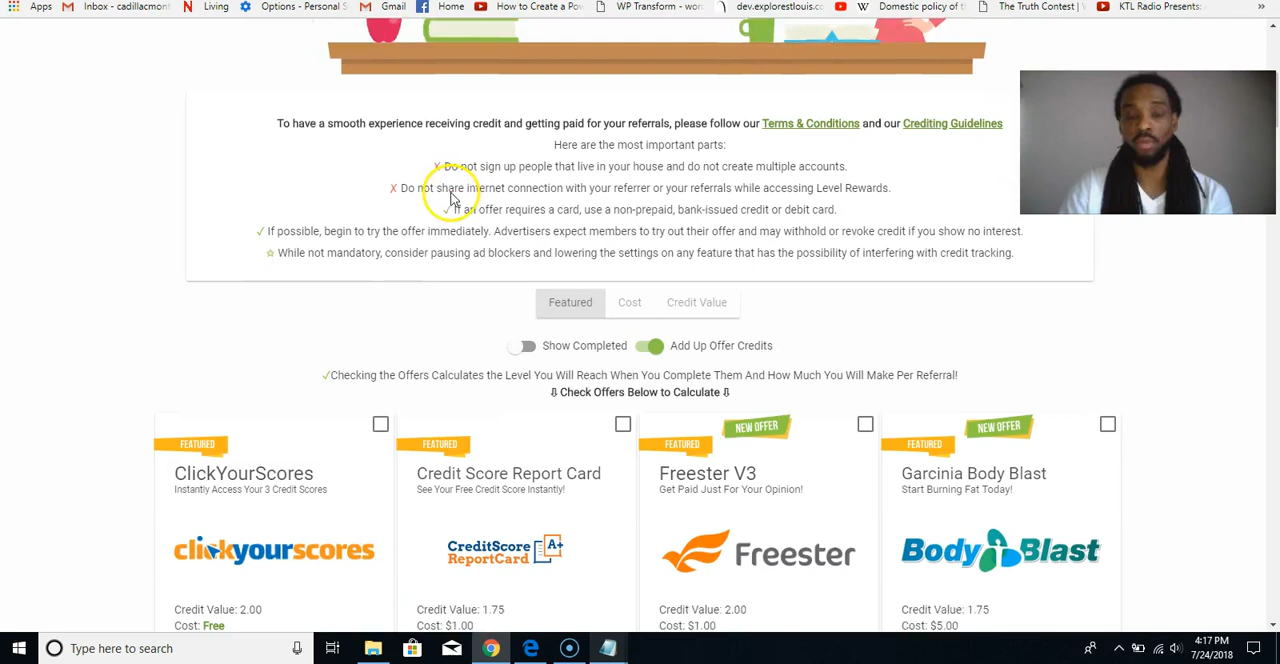 Apps Inbox - cadillacmont Living Options - Personal S Gmail Home How to Create a Pow WP Transform - wor dev.explorestlouis.c Domestic policy of t The Truth Contest | KTL Radio Presents: »
To have a smooth experience receiving credit and getting paid for your referrals, please follow our Terms & Conditions and our Crediting Guidelines
Here are the most important parts:
X Do not sign up people that live in your house and do not create multiple accounts.
X Do not share internet connection with your referrer or your referrals while accessing Level Rewards.
✓ If an offer requires a card, use a non-prepaid, bank-issued credit or debit card.
✓ If possible, begin to try the offer immediately. Advertisers expect members to try out their offer and may withhold or revoke credit if you show no interest.
☆ While not mandatory, consider pausing ad blockers and lowering the settings on any feature that has the possibility of interfering with credit tracking.
Featured Cost Credit Value
Show Completed Add Up Offer Credits
✓Checking the Offers Calculates the Level You Will Reach When You Complete Them And How Much You Will Make Per Referral!
⇩ Check Offers Below to Calculate ⇩
FEATURED
ClickYourScores
Instantly Access Your 3 Credit Scores
clickyourscores
Credit Value: 2.00
Cost: Free
FEATURED
Credit Score Report Card
See Your Free Credit Score Instantly!
CreditScore
ReportCard A+
Credit Value: 1.75
Cost: $1.00
NEW OFFER
FEATURED
Freester V3
Get Paid Just For Your Opinion!
Freester
Credit Value: 2.00
Cost: $1.00
NEW OFFER
FEATURED
Garcinia Body Blast
Start Burning Fat Today!
Body Blast
Credit Value: 1.75
Cost: $5.00
Type here to search
4:17 PM
7/24/2018